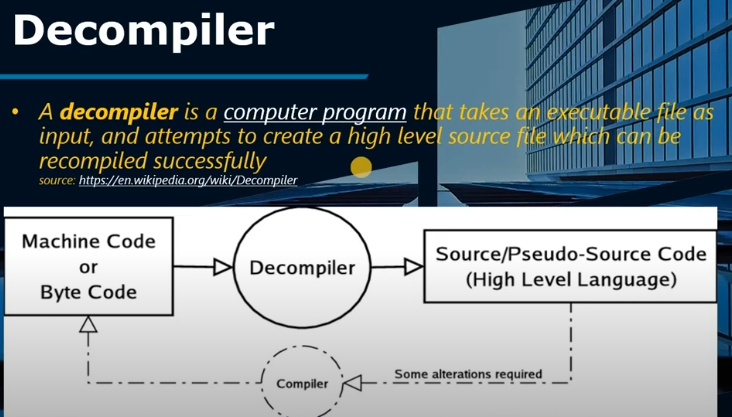 Decompiler
• A decompiler is a computer program that takes an executable file as
input, and attempts to create a high level source file which can be
recompiled successfully
source: https://en.wikipedia.org/wiki/Decompiler
Machine Code
or
Byte Code
Decompiler
Source/Pseudo-Source Code
(High Level Language)
Compiler
Some alterations required